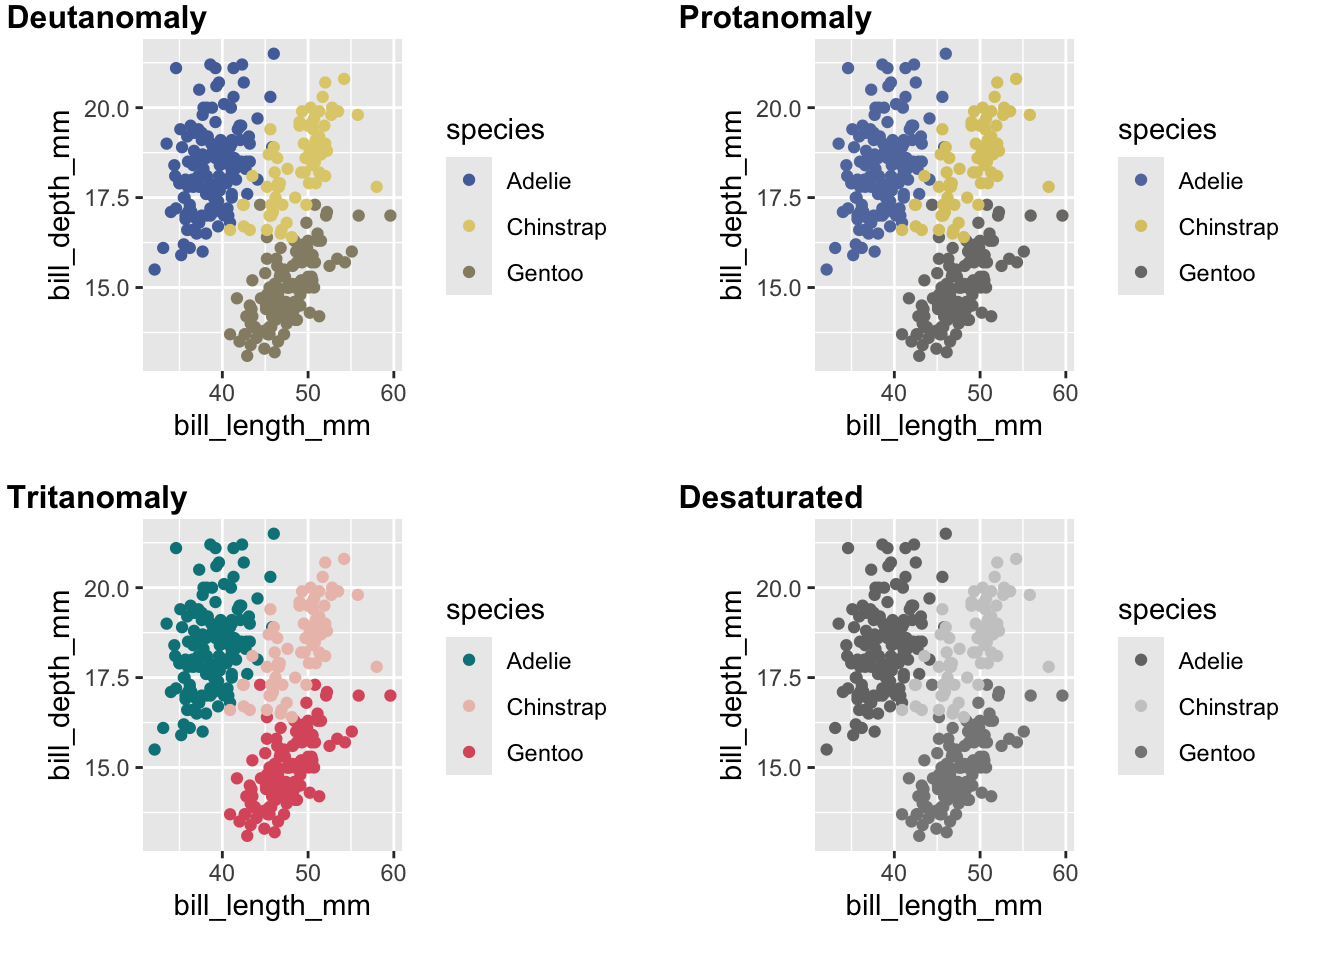 Deutanomaly
bill_depth_mm
20.0
17.5
15.0
40 50 60
bill_length_mm
species
Adelie
Chinstrap
Gentoo
Protanomaly
bill_depth_mm
20.0
17.5
15.0
40 50 60
bill_length_mm
species
Adelie
Chinstrap
Gentoo
Tritanomaly
bill_depth_mm
20.0
17.5
15.0
40 50 60
bill_length_mm
species
Adelie
Chinstrap
Gentoo
Desaturated
bill_depth_mm
20.0
17.5
15.0
40 50 60
bill_length_mm
species
Adelie
Chinstrap
Gentoo